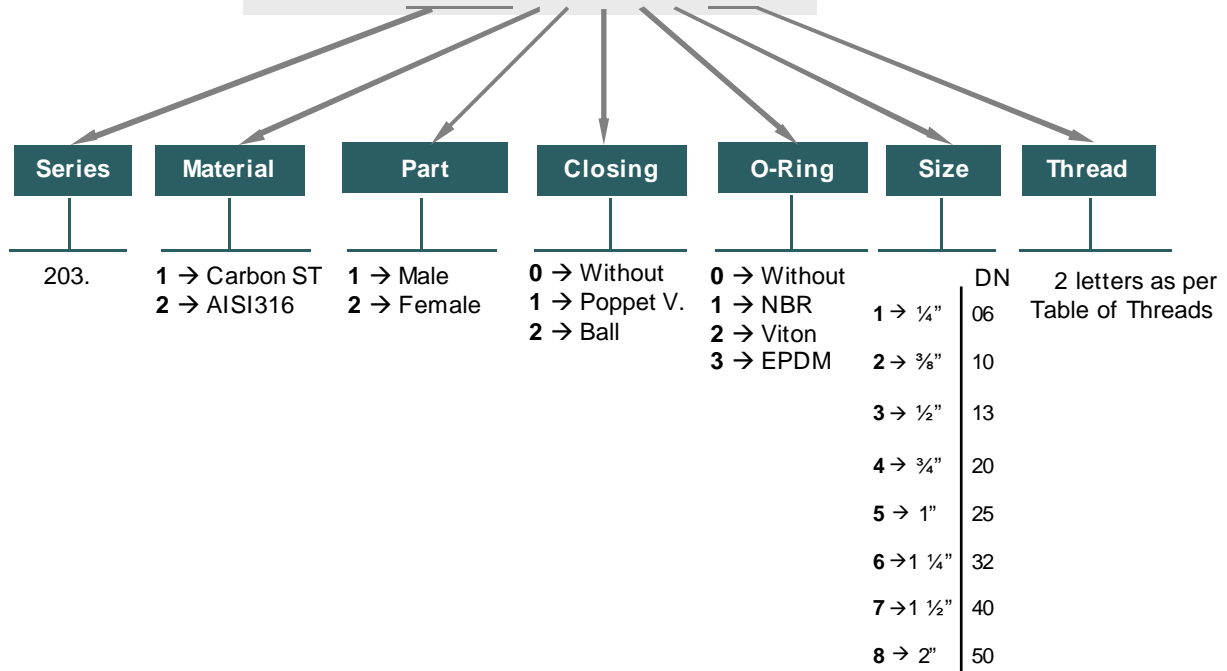 Series Material Part Closing O-Ring Size Thread
203.
1 → Carbon ST
2 → AISI316
1 → Male
2 → Female
0 → Without
1 → Poppet V.
2 → Ball
0 → Without
1 → NBR
2 → Viton
3 → EPDM
DN
1 → ¼” 06
2 → ⅜” 10
3 → ½” 13
4 → ¾” 20
5 → 1” 25
6 →1 ¼” 32
7 →1 ½” 40
8 → 2” 50
2 letters as per
Table of Threads